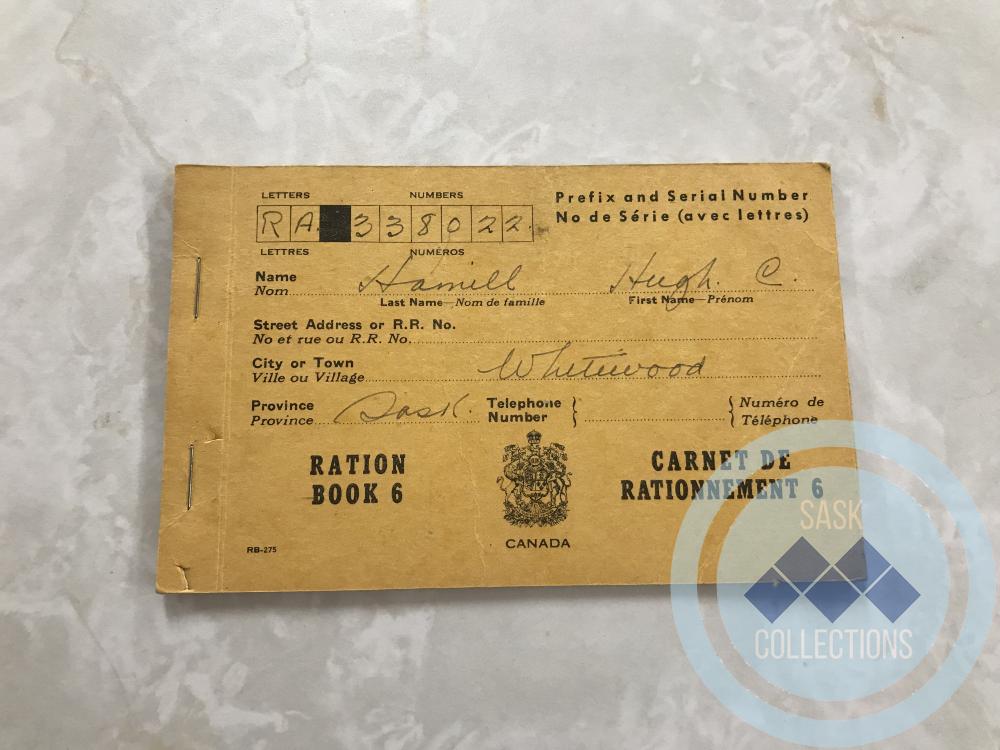 LETTERS NUMBERS
RA. 338022.
LETTRES NUMÉROS
Prefix and Serial Number
No de Série (avec lettres)
Name Hamill Hugh. C.
Nom
Last Name—Nom de famille First Name—Prénom
Street Address or R.R. No.
No et rue ou R.R. No.
City or Town Whitewood
Ville ou Village
Province Sask. Telephone Numéro de
Province Number Téléphone
RATION CARNET DE
BOOK 6 RATIONNEMENT 6
CANADA
RB-275
SASK
COLLECTIONS